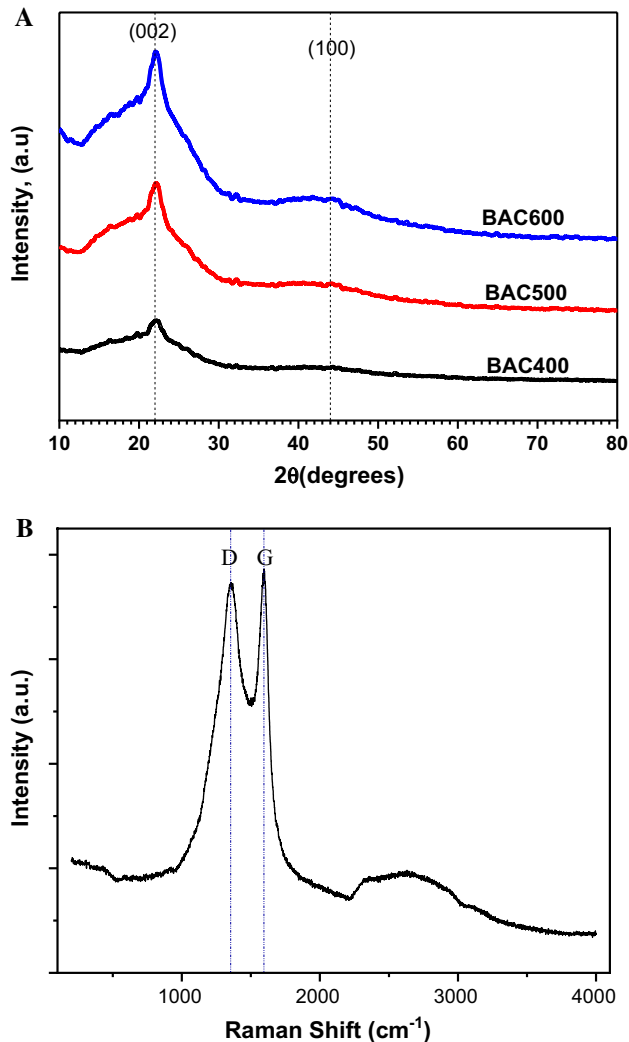 A
(002)
(100)
BAC600
BAC500
BAC400
Intensity, (a.u)
10 20 30 40 50 60 70 80
2θ(degrees)
B
D G
Intensity (a.u.)
1000 2000 3000 4000
Raman Shift (cm⁻¹)